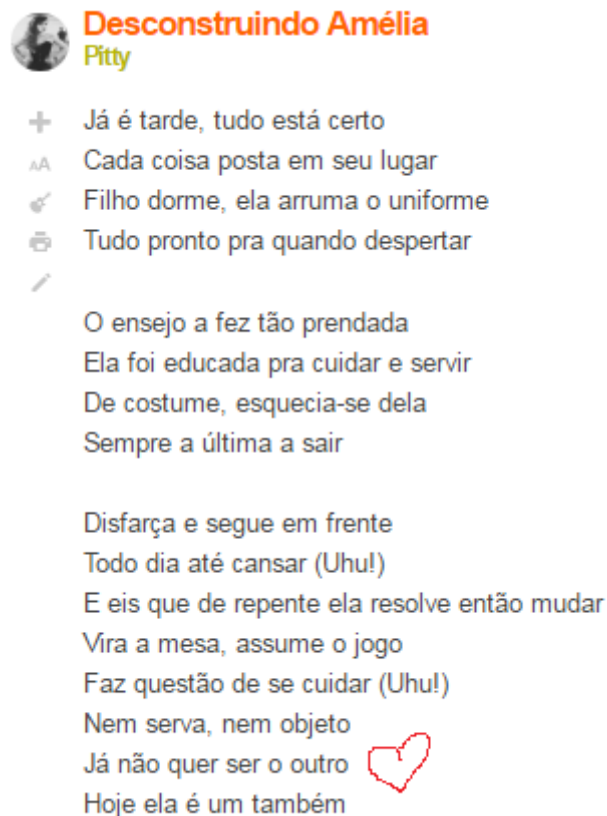 Desconstruindo Amélia
Pitty
Já é tarde, tudo está certo
Cada coisa posta em seu lugar
Filho dorme, ela arruma o uniforme
Tudo pronto pra quando despertar
O ensejo a fez tão prendada
Ela foi educada pra cuidar e servir
De costume, esquecia-se dela
Sempre a última a sair
Disfarça e segue em frente
Todo dia até cansar (Uhu!)
E eis que de repente ela resolve então mudar
Vira a mesa, assume o jogo
Faz questão de se cuidar (Uhu!)
Nem serva, nem objeto
Já não quer ser o outro
Hoje ela é um também